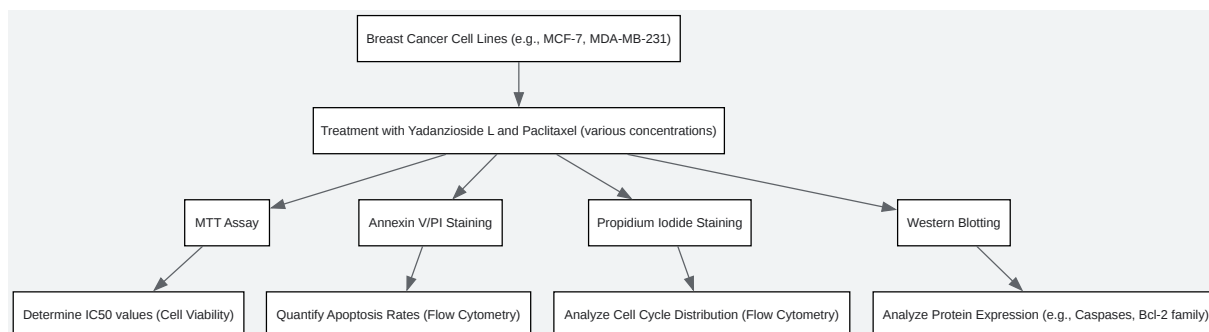 Breast Cancer Cell Lines (e.g., MCF-7, MDA-MB-231)
Treatment with Yadanzioside L and Paclitaxel (various concentrations)
MTT Assay
Annexin V/PI Staining
Propidium Iodide Staining
Western Blotting
Determine IC50 values (Cell Viability)
Quantify Apoptosis Rates (Flow Cytometry)
Analyze Cell Cycle Distribution (Flow Cytometry)
Analyze Protein Expression (e.g., Caspases, Bcl-2 family)